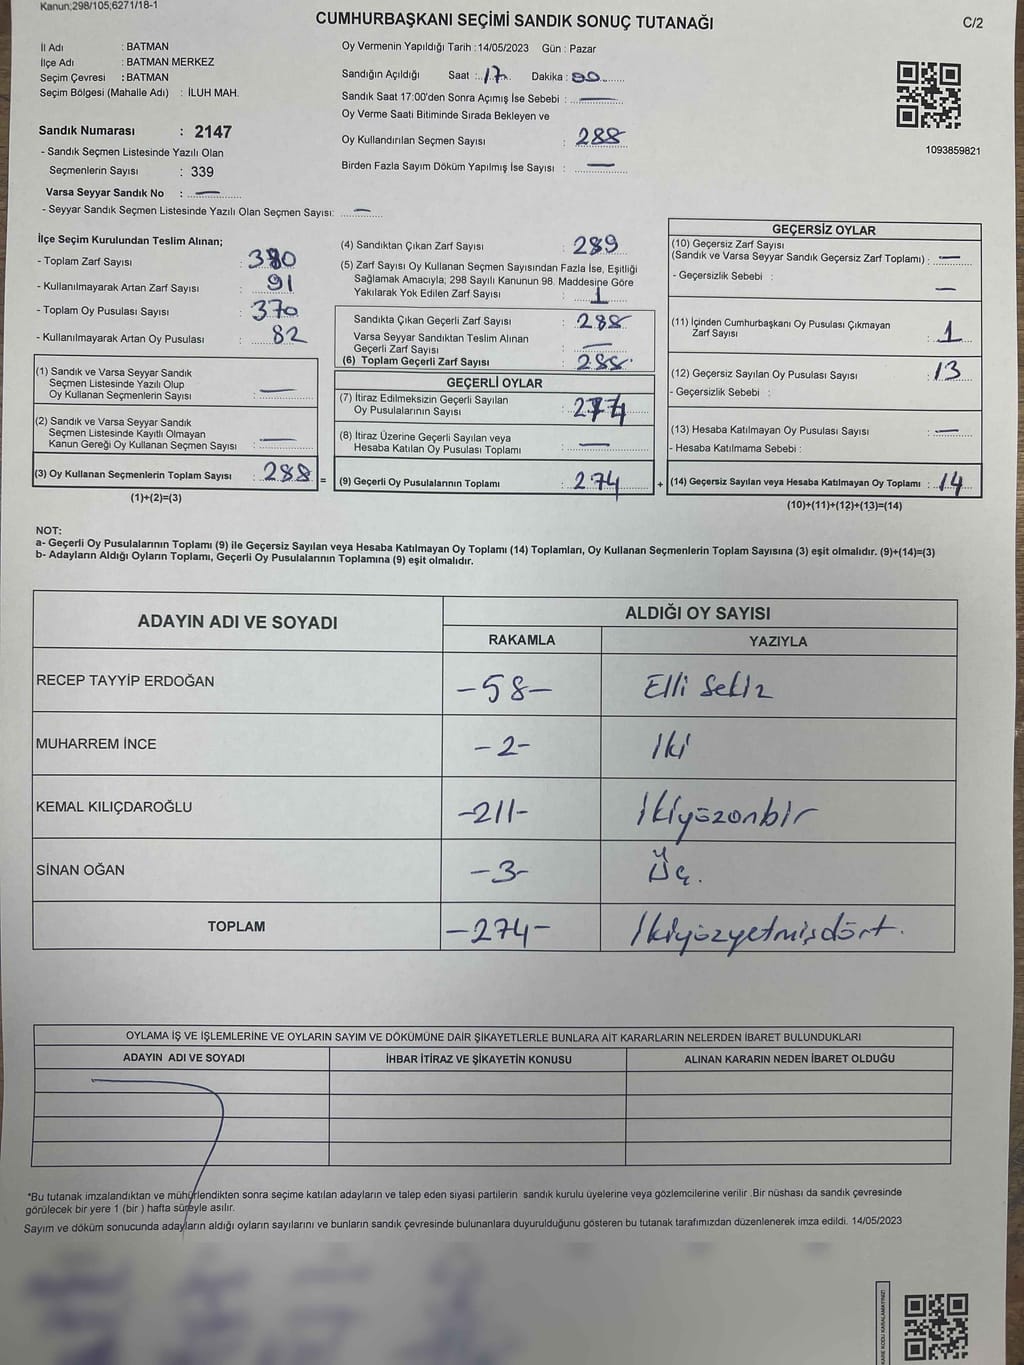 Kanun;298/105;6271/18-1
CUMHURBAŞKANI SEÇİMİ SANDIK SONUÇ TUTANAĞI
C/2
İl Adı : BATMAN
İlçe Adı : BATMAN MERKEZ
Seçim Çevresi : BATMAN
Seçim Bölgesi (Mahalle Adı) : İLUH MAH.
Sandık Numarası : 2147
- Sandık Seçmen Listesinde Yazılı Olan
Seçmenlerin Sayısı : 339
Varsa Seyyar Sandık No : —
- Seyyar Sandık Seçmen Listesinde Yazılı Olan Seçmen Sayısı: —
Oy Vermenin Yapıldığı Tarih : 14/05/2023 Gün : Pazar
Sandığın Açıldığı Saat : 17 Dakika : 00
Sandık Saat 17:00'den Sonra Açımış İse Sebebi : —
Oy Verme Saati Bitiminde Sırada Bekleyen ve
Oy Kullandırılan Seçmen Sayısı : 288
Birden Fazla Sayım Döküm Yapılmış İse Sayısı : —
1093859821
İlçe Seçim Kurulundan Teslim Alınan;
- Toplam Zarf Sayısı : 380
- Kullanılmayarak Artan Zarf Sayısı : 91
- Toplam Oy Pusulası Sayısı : 370
- Kullanılmayarak Artan Oy Pusulası : 82
(1) Sandık ve Varsa Seyyar Sandık
Seçmen Listesinde Yazılı Olup
Oy Kullanan Seçmenlerin Sayısı : —
(2) Sandık ve Varsa Seyyar Sandık
Seçmen Listesinde Kayıtlı Olmayan
Kanun Gereği Oy Kullanan Seçmen Sayısı : —
(3) Oy Kullanan Seçmenlerin Toplam Sayısı : 288 =
(1)+(2)=(3)
(4) Sandıktan Çıkan Zarf Sayısı : 289
(5) Zarf Sayısı Oy Kullanan Seçmen Sayısından Fazla İse, Eşitliği
Sağlamak Amacıyla; 298 Sayılı Kanunun 98. Maddesine Göre
Yakılarak Yok Edilen Zarf Sayısı : 1
Sandıkta Çıkan Geçerli Zarf Sayısı : 288
Varsa Seyyar Sandıktan Teslim Alınan
Geçerli Zarf Sayısı : —
(6) Toplam Geçerli Zarf Sayısı : 288
GEÇERLİ OYLAR
(7) İtiraz Edilmeksizin Geçerli Sayılan
Oy Pusulalarının Sayısı : 274
(8) İtiraz Üzerine Geçerli Sayılan veya
Hesaba Katılan Oy Pusulası Toplamı : —
(9) Geçerli Oy Pusulalarının Toplamı : 274 +
GEÇERSİZ OYLAR
(10) Geçersiz Zarf Sayısı
(Sandık ve Varsa Seyyar Sandık Geçersiz Zarf Toplamı) : —
- Geçersizlik Sebebi : —
(11) İçinden Cumhurbaşkanı Oy Pusulası Çıkmayan
Zarf Sayısı : 1
(12) Geçersiz Sayılan Oy Pusulası Sayısı : 13
- Geçersizlik Sebebi :
(13) Hesaba Katılmayan Oy Pusulası Sayısı : —
- Hesaba Katılmama Sebebi :
(14) Geçersiz Sayılan veya Hesaba Katılmayan Oy Toplamı : 14
(10)+(11)+(12)+(13)=(14)
NOT:
a- Geçerli Oy Pusulalarının Toplamı (9) ile Geçersiz Sayılan veya Hesaba Katılmayan Oy Toplamı (14) Toplamları, Oy Kullanan Seçmenlerin Toplam Sayısına (3) eşit olmalıdır. (9)+(14)=(3)
b- Adayların Aldığı Oyların Toplamı, Geçerli Oy Pusulalarının Toplamına (9) eşit olmalıdır.
ADAYIN ADI VE SOYADI ALDIĞI OY SAYISI
RAKAMLA YAZIYLA
RECEP TAYYİP ERDOĞAN -58- Elli Sekiz
MUHARREM İNCE -2- İki
KEMAL KILIÇDAROĞLU -211- İkiyüzonbir
SİNAN OĞAN -3- Üç.
TOPLAM -274- İkiyüzyetmişdört.
OYLAMA İŞ VE İŞLEMLERİNE VE OYLARIN SAYIM VE DÖKÜMÜNE DAİR ŞİKAYETLERLE BUNLARA AİT KARARLARIN NELERDEN İBARET BULUNDUKLARI
ADAYIN ADI VE SOYADI İHBAR İTİRAZ VE ŞİKAYETİN KONUSU ALINAN KARARIN NEDEN İBARET OLDUĞU
*Bu tutanak imzalandıktan ve mühürlendikten sonra seçime katılan adayların ve talep eden siyasi partilerin sandık kurulu üyelerine veya gözlemcilerine verilir .Bir nüshası da sandık çevresinde
görülecek bir yere 1 (bir ) hafta süreyle asılır.
Sayım ve döküm sonucunda adayların aldığı oyların sayılarını ve bunların sandık çevresinde bulunanlara duyurulduğunu gösteren bu tutanak tarafımızdan düzenlenerek imza edildi. 14/05/2023
KARE KODU KARALAMAYINIZ!